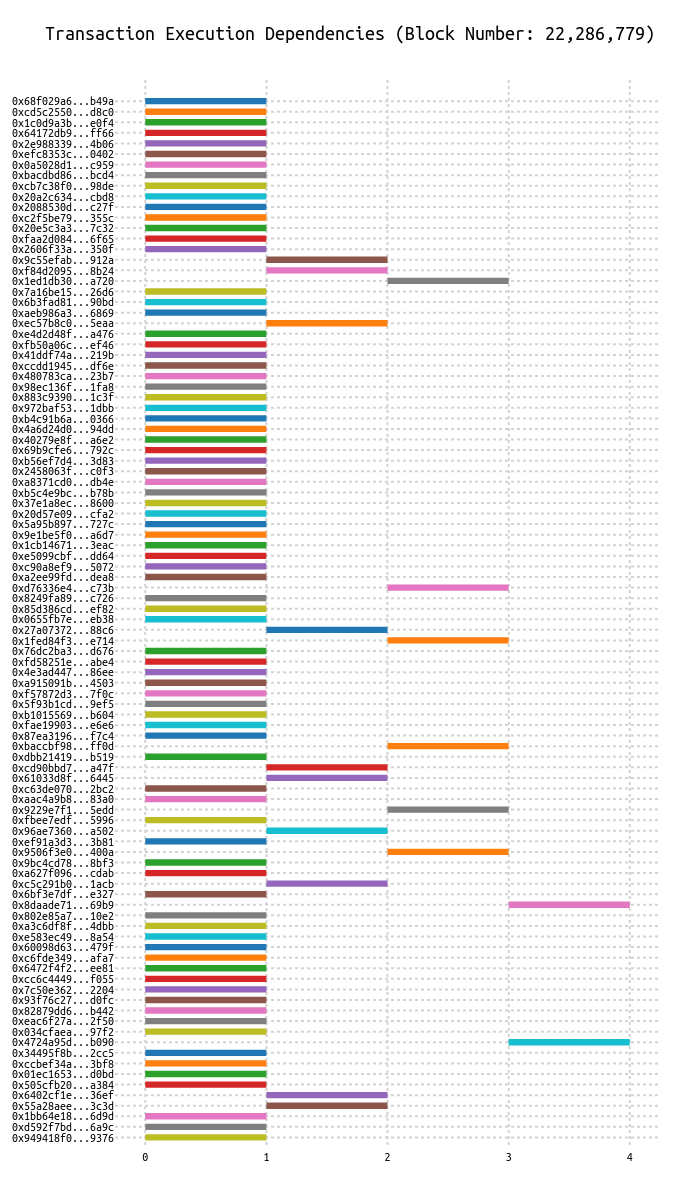 Transaction Execution Dependencies (Block Number: 22,286,779)
0x68f029a6...b49a
0xcd5c2550...d8c0
0x1c0d9a3b...e0f4
0x64172db9...ff66
0x2e988339...4b06
0xefc8353c...0402
0x0a5028d1...c959
0xbacdbd86...bcd4
0xcb7c38f0...98de
0x20a2c634...cbd8
0x2088530d...c27f
0xc2f5be79...355c
0x20e5c3a3...7c32
0xfaa2d084...6f65
0x2606f33a...350f
0x9c55efab...912a
0xf84d2095...8b24
0x1ed1db30...a720
0x7a16be15...26d6
0x6b3fad81...90bd
0xaeb986a3...6869
0xec57b8c0...5eaa
0xe4d2d48f...a476
0xfb50a06c...ef46
0x41ddf74a...219b
0xccdd1945...df6e
0x480783ca...23b7
0x98ec136f...1fa8
0x883c9390...1c3f
0x972baf53...1dbb
0xb4c91b6a...0366
0x4a6d24d0...94dd
0x40279e8f...a6e2
0x69b9cfe6...792c
0xb56ef7d4...3d83
0x2458063f...c0f3
0xa8371cd0...db4e
0xb5c4e9bc...b78b
0x37e1a8ec...8600
0x20d57e09...cfa2
0x5a95b897...727c
0x9e1be5f0...a6d7
0x1cb14671...3eac
0xe5099cbf...dd64
0xc90a8ef9...5072
0xa2ee99fd...dea8
0xd76336e4...c73b
0x8249fa89...c726
0x85d386cd...ef82
0x0655fb7e...eb38
0x27a07372...88c6
0x1fed84f3...e714
0x76dc2ba3...d676
0xfd58251e...abe4
0x4e3ad447...86ee
0xa915091b...4503
0xf57872d3...7f0c
0x5f93b1cd...9ef5
0xb1015569...b604
0xfae19903...e6e6
0x87ea3196...f7c4
0xbaccbf98...ff0d
0xdbb21419...b519
0xcd90bbd7...a47f
0x61033d8f...6445
0xc63de070...2bc2
0xaac4a9b8...83a0
0x9229e7f1...5edd
0xfbee7edf...5996
0x96ae7360...a502
0xef91a3d3...3b81
0x9506f3e0...400a
0x9bc4cd78...8bf3
0xa627f096...cdab
0xc5c291b0...1acb
0x6bf3e7df...e327
0x8daade71...69b9
0x802e85a7...10e2
0xa3c6df8f...4dbb
0xe583ec49...8a54
0x60098d63...479f
0xc6fde349...afa7
0x6472f4f2...ee81
0xcc6c4449...f055
0x7c50e362...2204
0x93f76c27...d0fc
0x82879dd6...b442
0xeac6f27a...2f50
0x034cfaea...97f2
0x4724a95d...b090
0x34495f8b...2cc5
0xccbef34a...3bf8
0x01ec1653...d0bd
0x505cfb20...a384
0x6402cf1e...36ef
0x55a28aee...3c3d
0x1bb64e18...6d9d
0xd592f7bd...6a9c
0x949418f0...9376
0 1 2 3 4